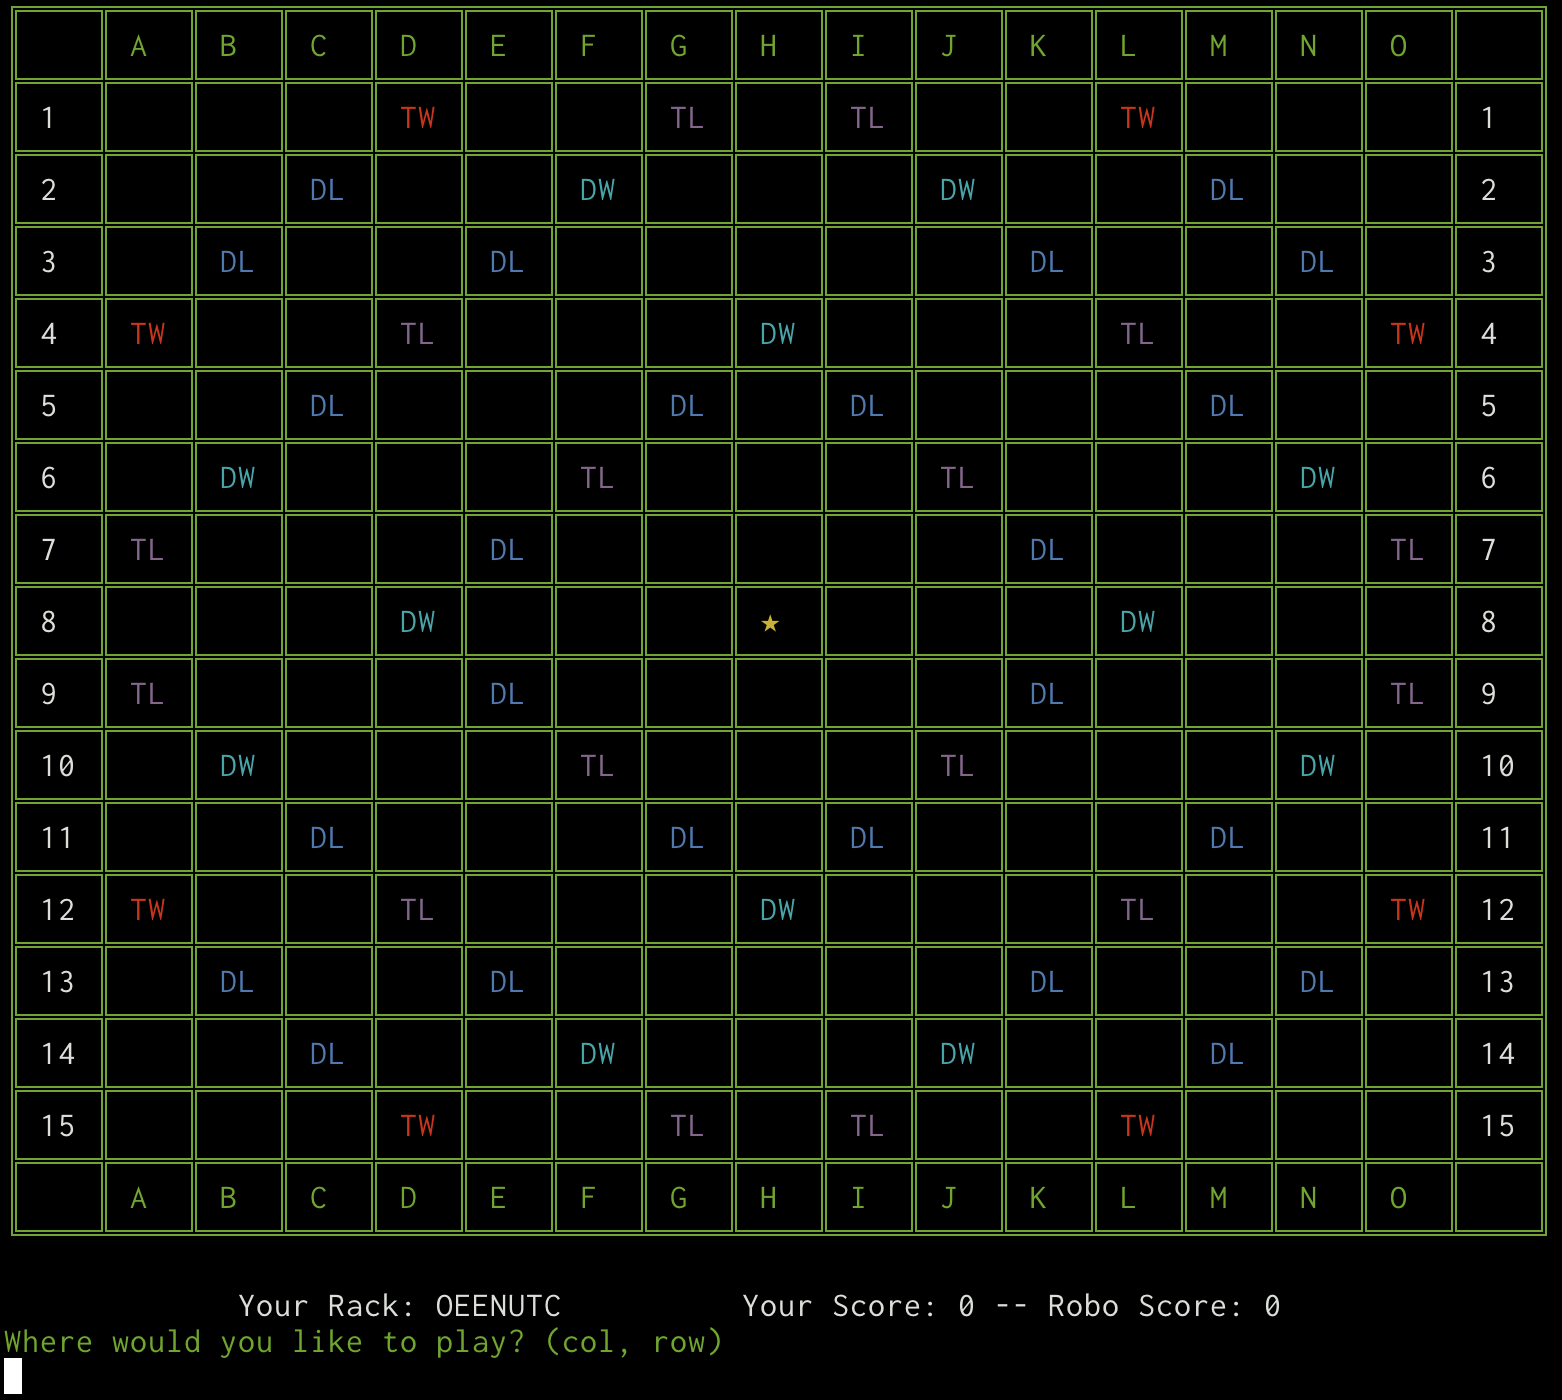 A B C D E F G H I J K L M N O
1 TW TL TL TW 1
2 DL DW DW DL 2
3 DL DL DL DL 3
4 TW TL DW TL TW 4
5 DL DL DL DL 5
6 DW TL TL DW 6
7 TL DL DL TL 7
8 DW ★ DW 8
9 TL DL DL TL 9
10 DW TL TL DW 10
11 DL DL DL DL 11
12 TW TL DW TL TW 12
13 DL DL DL DL 13
14 DL DW DW DL 14
15 TW TL TL TW 15
A B C D E F G H I J K L M N O
Your Rack: OEENUTC Your Score: 0 -- Robo Score: 0
Where would you like to play? (col, row)